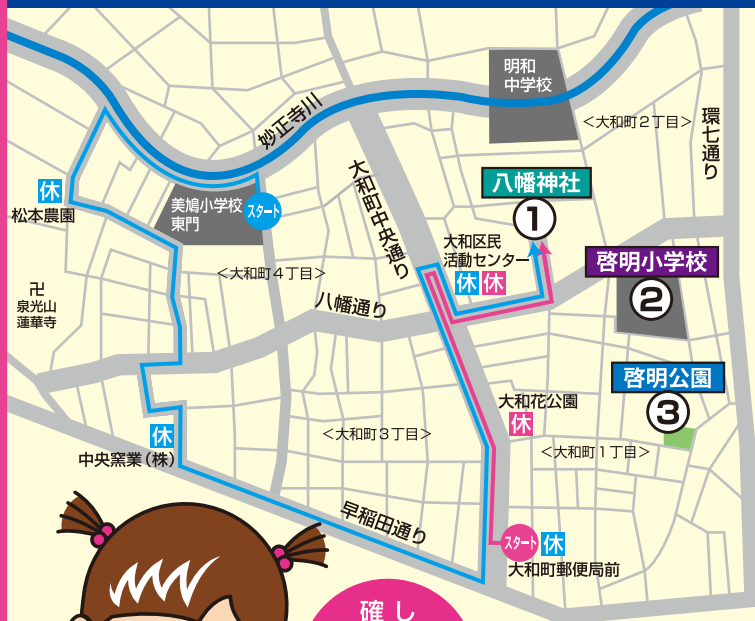 明和
中学校
＜大和町２丁目＞
環七通り
妙正寺川
大和町中央通り
八幡神社
①
休
松本農園
美鳩小学校
東門
スタート
大和区民
活動センター
休 休
啓明小学校
②
＜大和町４丁目＞
卍
泉光山
蓮華寺
八幡通り
啓明公園
③
大和花公園
休
＜大和町３丁目＞
＜大和町１丁目＞
休
中央窯業（株）
早稲田通り
スタート 休
大和町郵便局前
確し